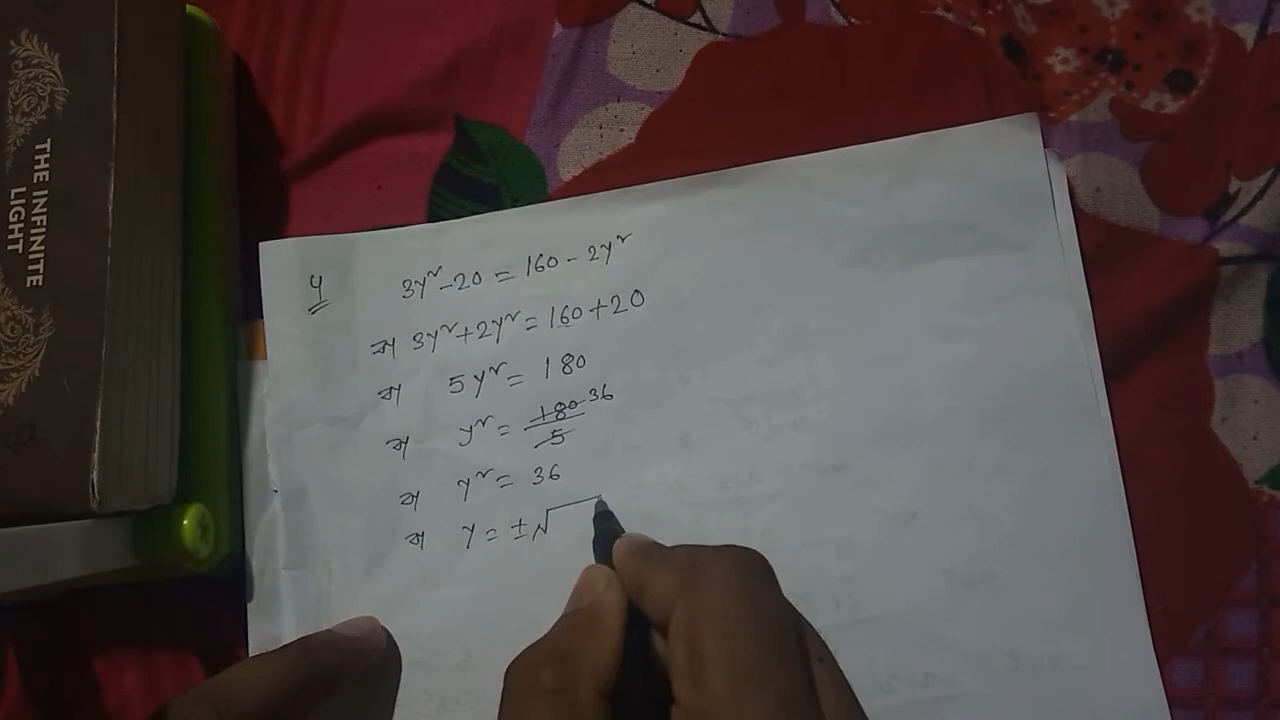 THE INFINITE
LIGHT
4 3y² - 20 = 160 - 2y²
বা 3y² + 2y² = 160 + 20
বা 5y² = 180
বা y² = 180/5 36
বা y² = 36
বা y = ±√